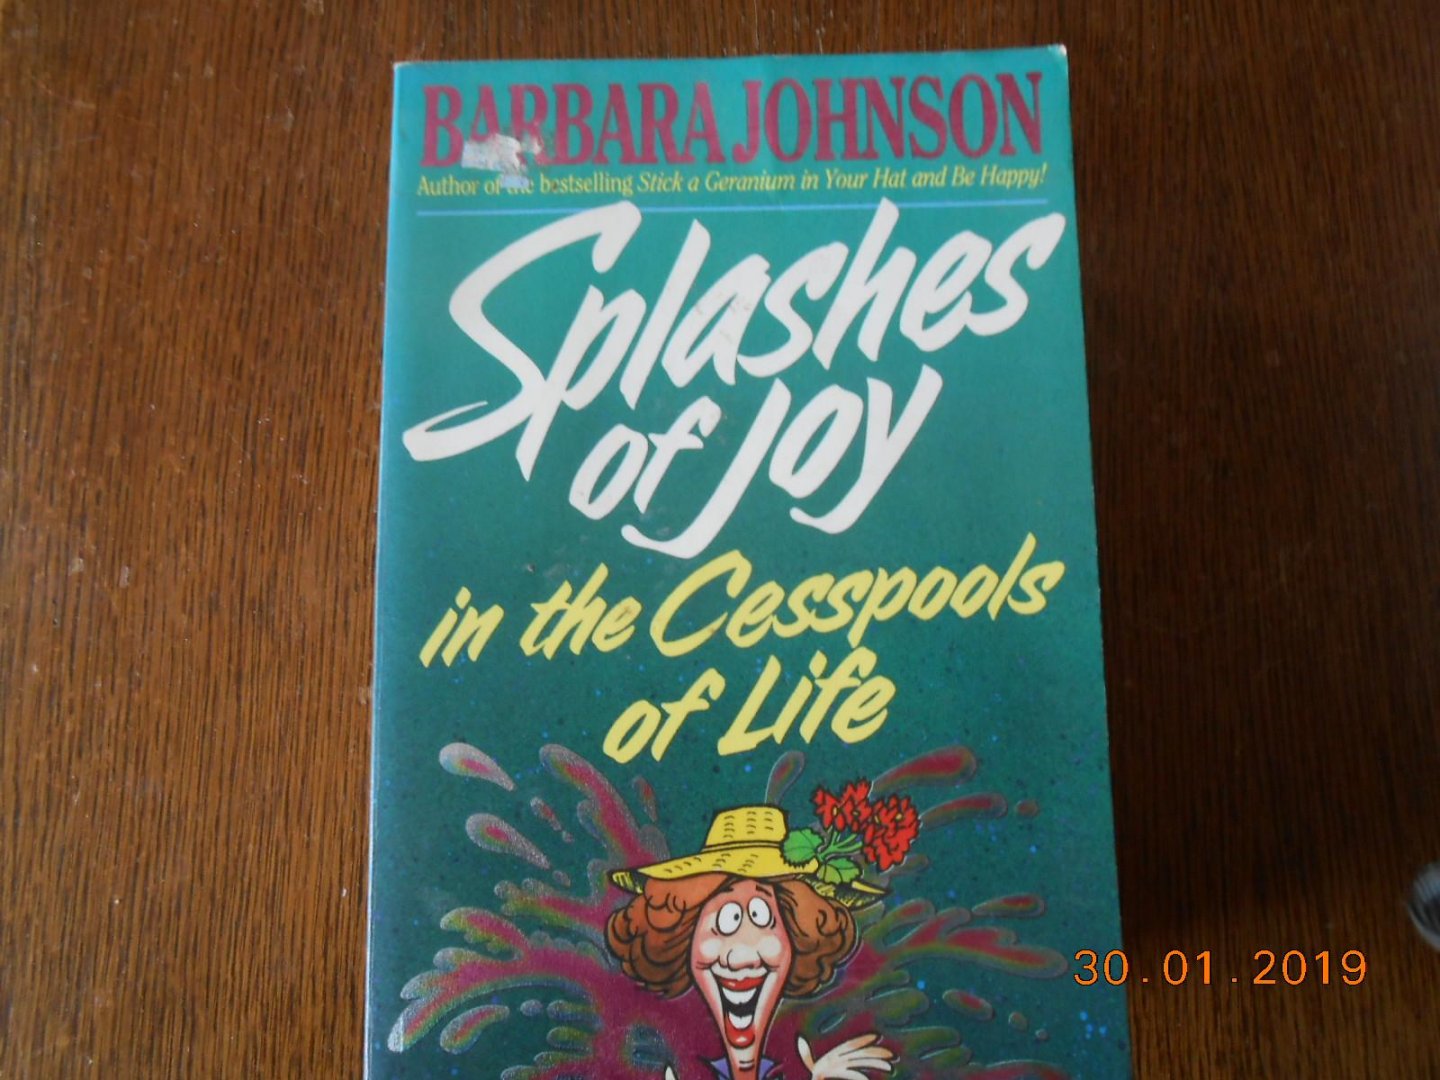 BARBARA JOHNSON
Author of the bestselling Stick a Geranium in Your Hat and Be Happy!
Splashes
of Joy
in the Cesspools
of Life
30.01.2019